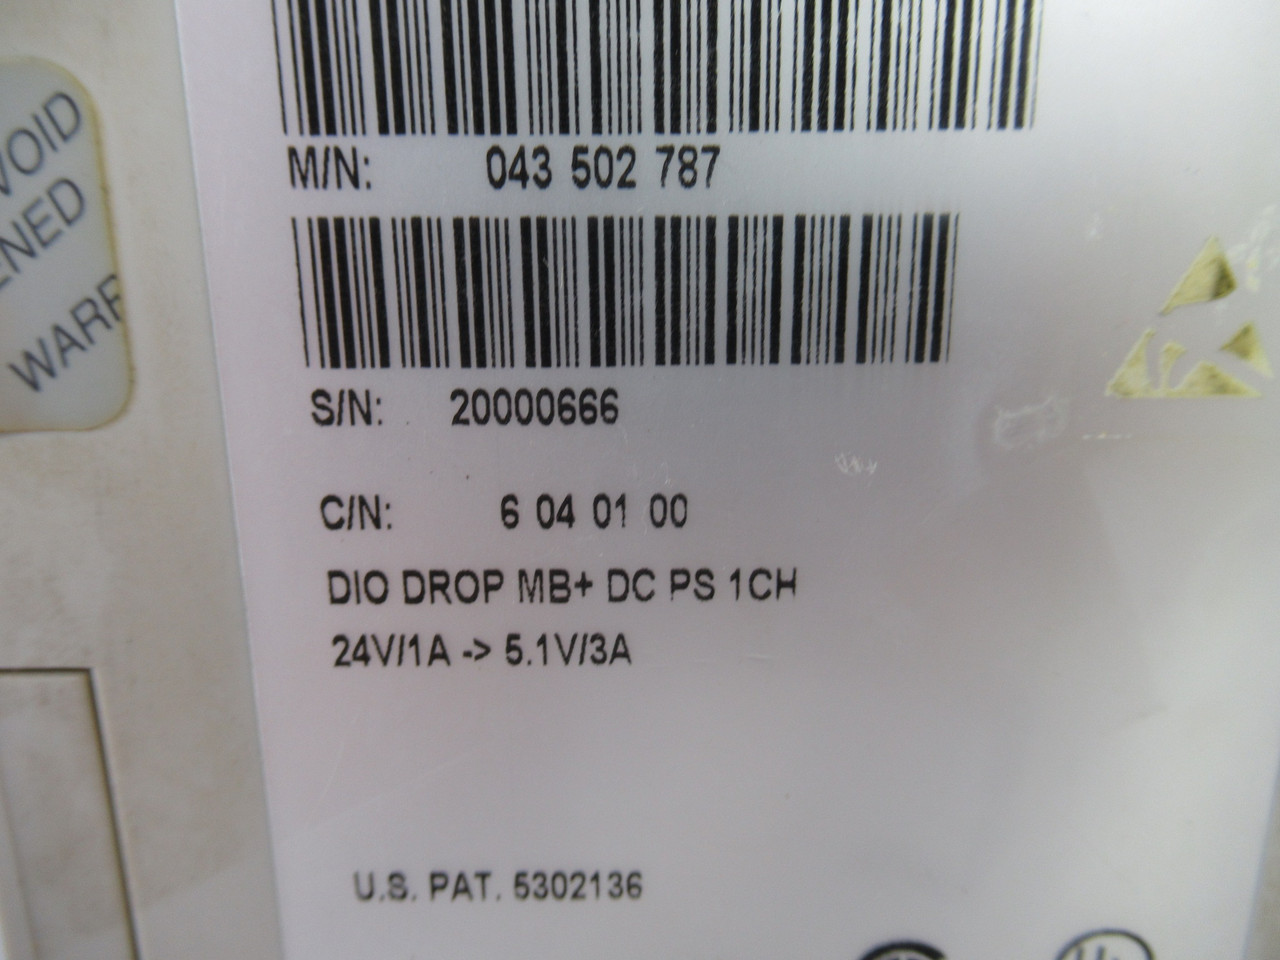 M/N: 043 502 787
S/N: 20000666
C/N: 6 04 01 00
DIO DROP MB+ DC PS 1CH
24V/1A -> 5.1V/3A
U.S. PAT. 5302136
VOID
ENED
WARR